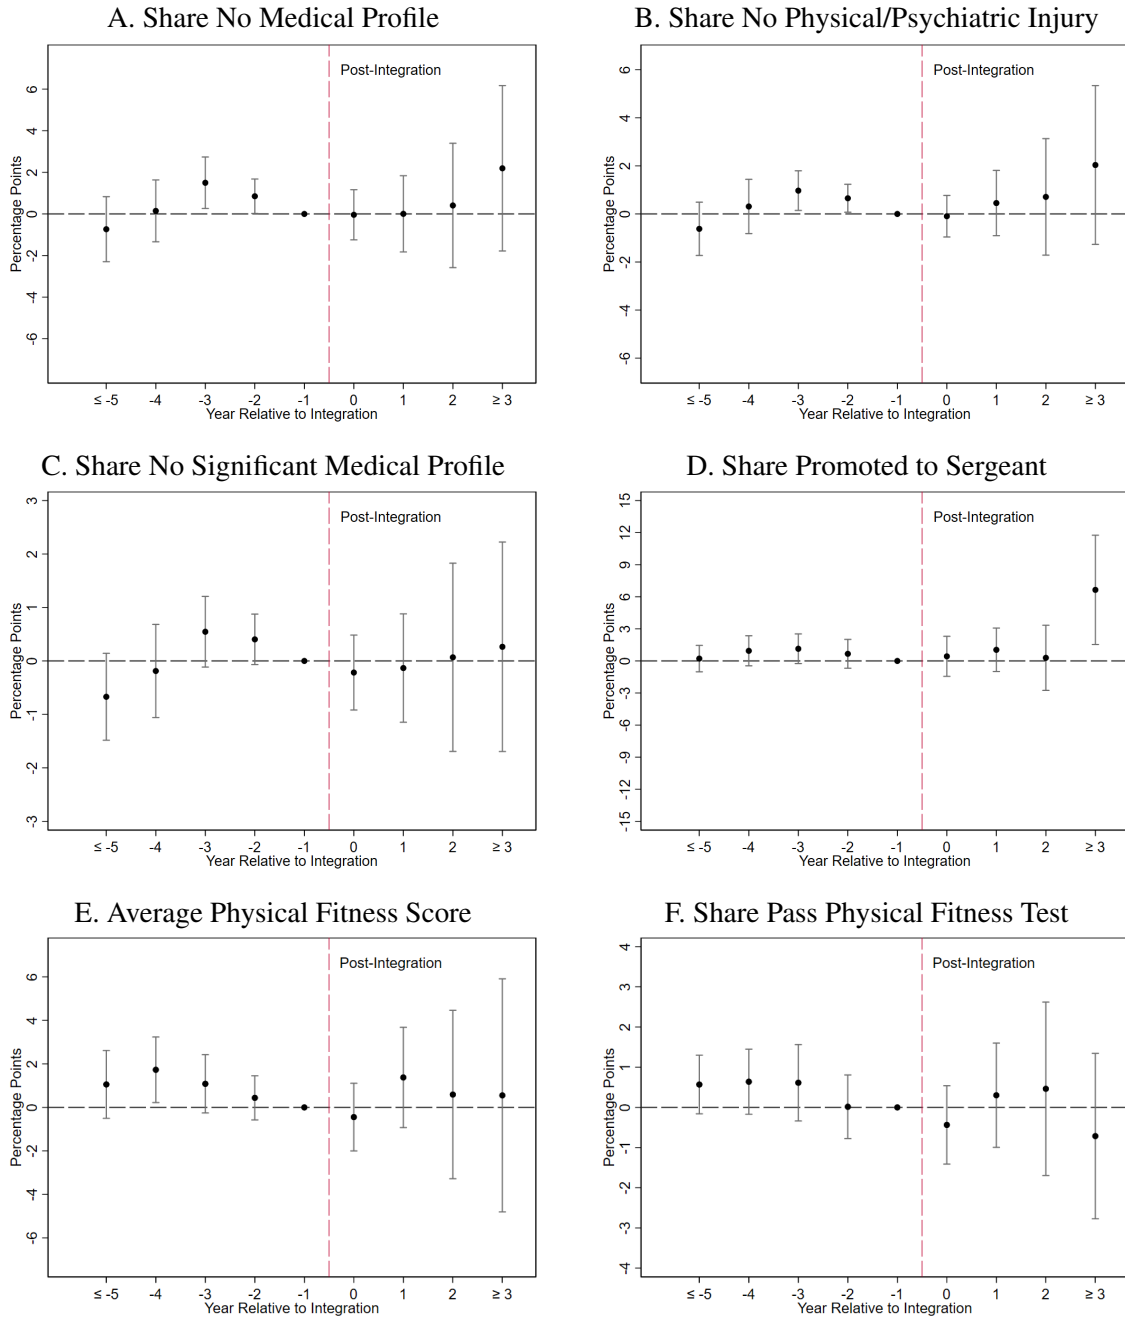 A. Share No Medical Profile
Post-Integration
Percentage Points
6
4
2
0
-2
-4
-6
≤ -5 -4 -3 -2 -1 0 1 2 ≥ 3
Year Relative to Integration
B. Share No Physical/Psychiatric Injury
Post-Integration
Percentage Points
6
4
2
0
-2
-4
-6
≤ -5 -4 -3 -2 -1 0 1 2 ≥ 3
Year Relative to Integration
C. Share No Significant Medical Profile
Post-Integration
Percentage Points
3
2
1
0
-1
-2
-3
≤ -5 -4 -3 -2 -1 0 1 2 ≥ 3
Year Relative to Integration
D. Share Promoted to Sergeant
Post-Integration
Percentage Points
15
12
9
6
3
0
-3
-6
-9
-12
-15
≤ -5 -4 -3 -2 -1 0 1 2 ≥ 3
Year Relative to Integration
E. Average Physical Fitness Score
Post-Integration
Percentage Points
6
4
2
0
-2
-4
-6
≤ -5 -4 -3 -2 -1 0 1 2 ≥ 3
Year Relative to Integration
F. Share Pass Physical Fitness Test
Post-Integration
Percentage Points
4
3
2
1
0
-1
-2
-3
-4
≤ -5 -4 -3 -2 -1 0 1 2 ≥ 3
Year Relative to Integration